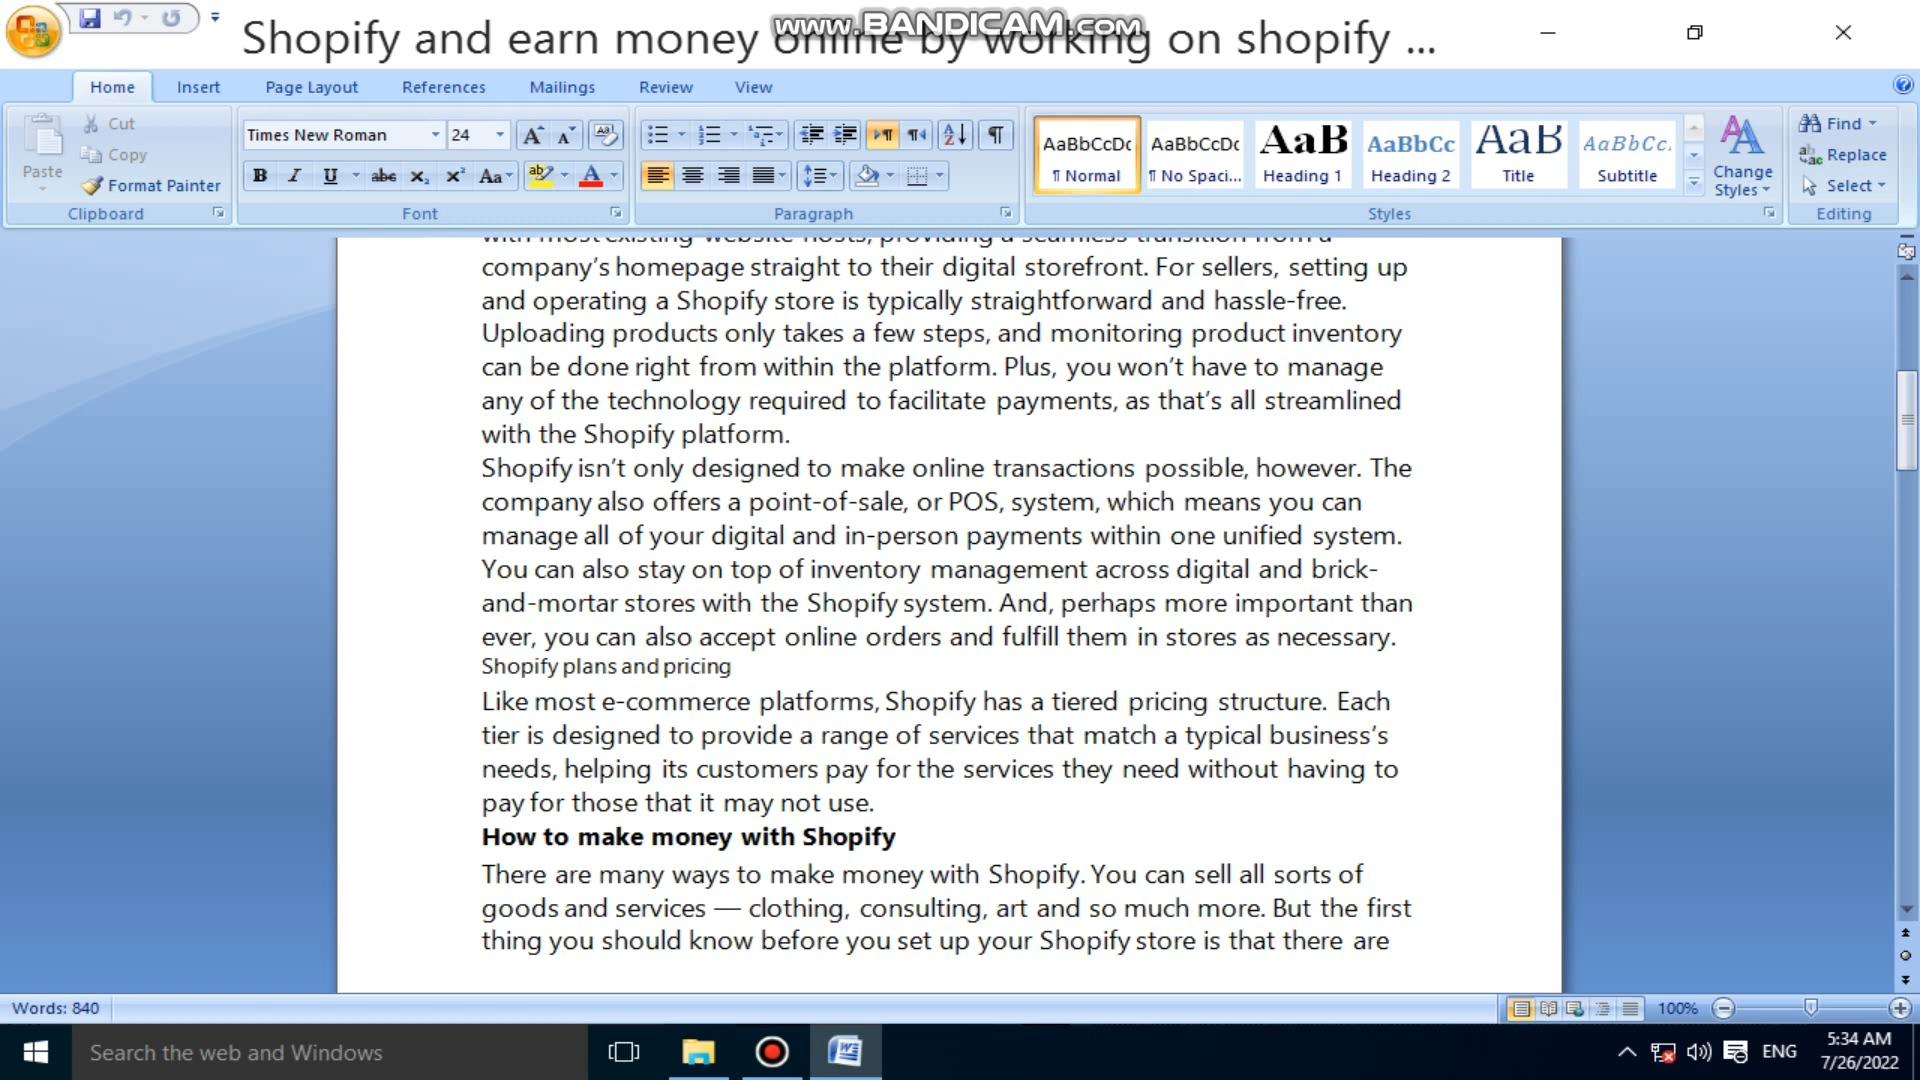 www.BANDICAM.com
Shopify and earn money online by working on shopify ...
Home Insert Page Layout References Mailings Review View
Cut
Copy
Paste
Format Painter
Clipboard
Times New Roman 24
Font
Paragraph
AaBbCcDc AaBbCcDc AaB AaBbCc AaB AaBbCc.
¶ Normal ¶ No Spaci... Heading 1 Heading 2 Title Subtitle
Change
Styles
Styles
Find
Replace
Select
Editing
with most existing website hosts, providing a seamless transition from a
company’s homepage straight to their digital storefront. For sellers, setting up
and operating a Shopify store is typically straightforward and hassle-free.
Uploading products only takes a few steps, and monitoring product inventory
can be done right from within the platform. Plus, you won’t have to manage
any of the technology required to facilitate payments, as that’s all streamlined
with the Shopify platform.
Shopify isn’t only designed to make online transactions possible, however. The
company also offers a point-of-sale, or POS, system, which means you can
manage all of your digital and in-person payments within one unified system.
You can also stay on top of inventory management across digital and brick-
and-mortar stores with the Shopify system. And, perhaps more important than
ever, you can also accept online orders and fulfill them in stores as necessary.
Shopify plans and pricing
Like most e-commerce platforms, Shopify has a tiered pricing structure. Each
tier is designed to provide a range of services that match a typical business’s
needs, helping its customers pay for the services they need without having to
pay for those that it may not use.
How to make money with Shopify
There are many ways to make money with Shopify. You can sell all sorts of
goods and services — clothing, consulting, art and so much more. But the first
thing you should know before you set up your Shopify store is that there are
Words: 840
100%
Search the web and Windows
ENG
5:34 AM
7/26/2022